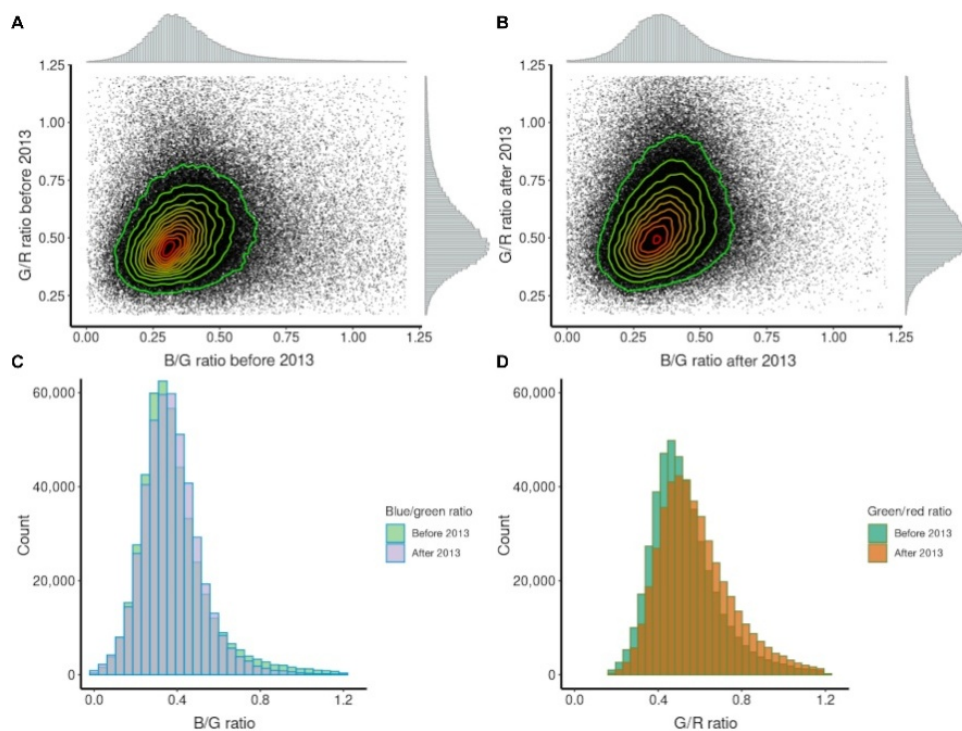 A
B
1.25
1.00
0.75
0.50
0.25
G/R ratio before 2013
0.00 0.25 0.50 0.75 1.00 1.25
B/G ratio before 2013
1.25
1.00
0.75
0.50
0.25
G/R ratio after 2013
0.00 0.25 0.50 0.75 1.00 1.25
B/G ratio after 2013
C
D
60,000
40,000
20,000
0
Count
0.0 0.4 0.8 1.2
B/G ratio
Blue/green ratio
Before 2013
After 2013
60,000
40,000
20,000
0
Count
0.0 0.4 0.8 1.2
G/R ratio
Green/red ratio
Before 2013
After 2013